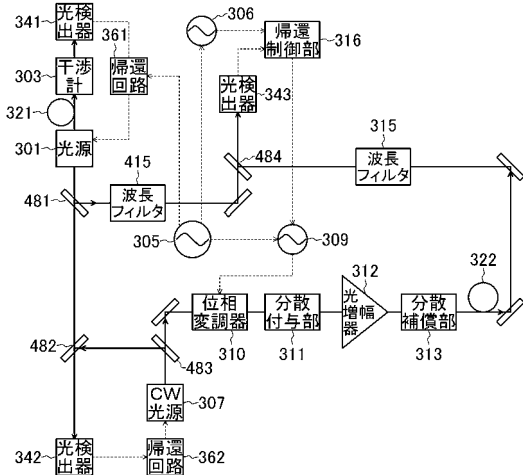 341
光検
出器
361
306
帰還
制御部
316
303
干渉
計
帰還
回路
光検
出器
343
321
301
光源
315
481
415
波長
フィルタ
484
波長
フィルタ
305
309
312
322
位相
変調器
分散
付与部
光増幅器
分散
補償部
482
483
310
311
313
CW
光源
307
342
光検
出器
帰還
回路
362